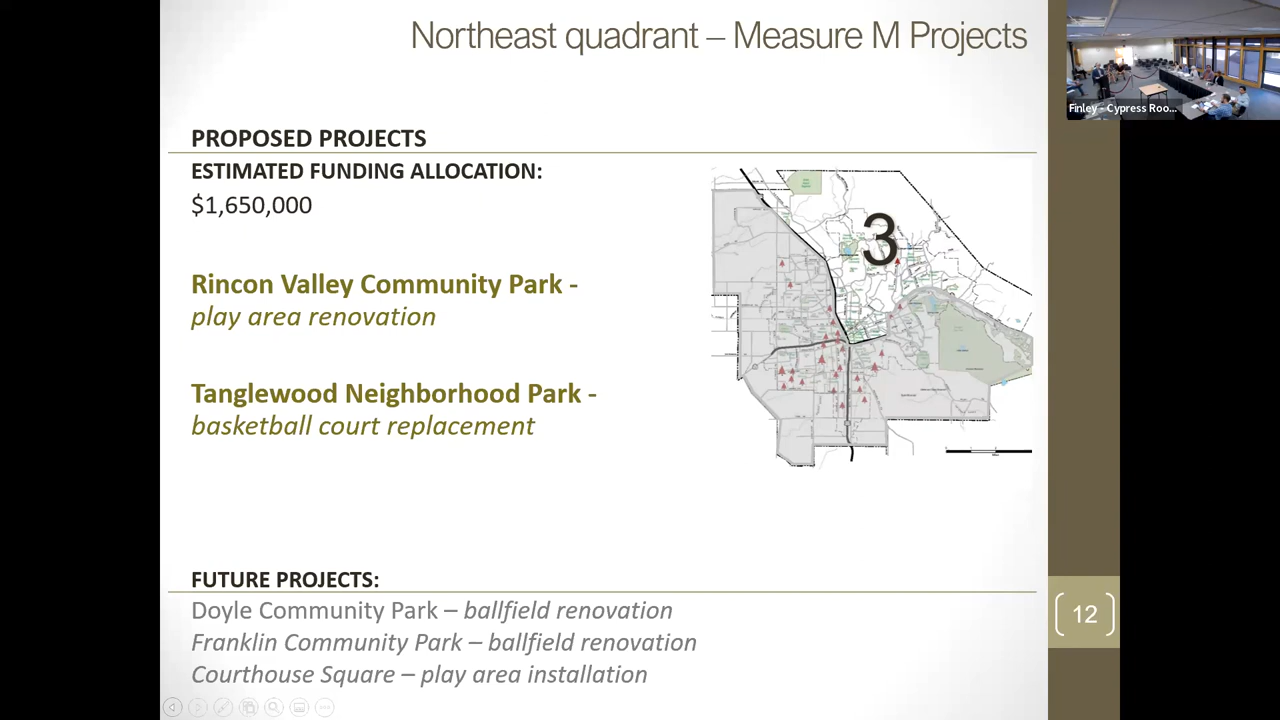 Northeast quadrant – Measure M Projects
Finley - Cypress Roo...
PROPOSED PROJECTS
ESTIMATED FUNDING ALLOCATION:
$1,650,000
3
Rincon Valley Community Park -
play area renovation
Tanglewood Neighborhood Park -
basketball court replacement
FUTURE PROJECTS:
Doyle Community Park – ballfield renovation
Franklin Community Park – ballfield renovation
Courthouse Square – play area installation
12